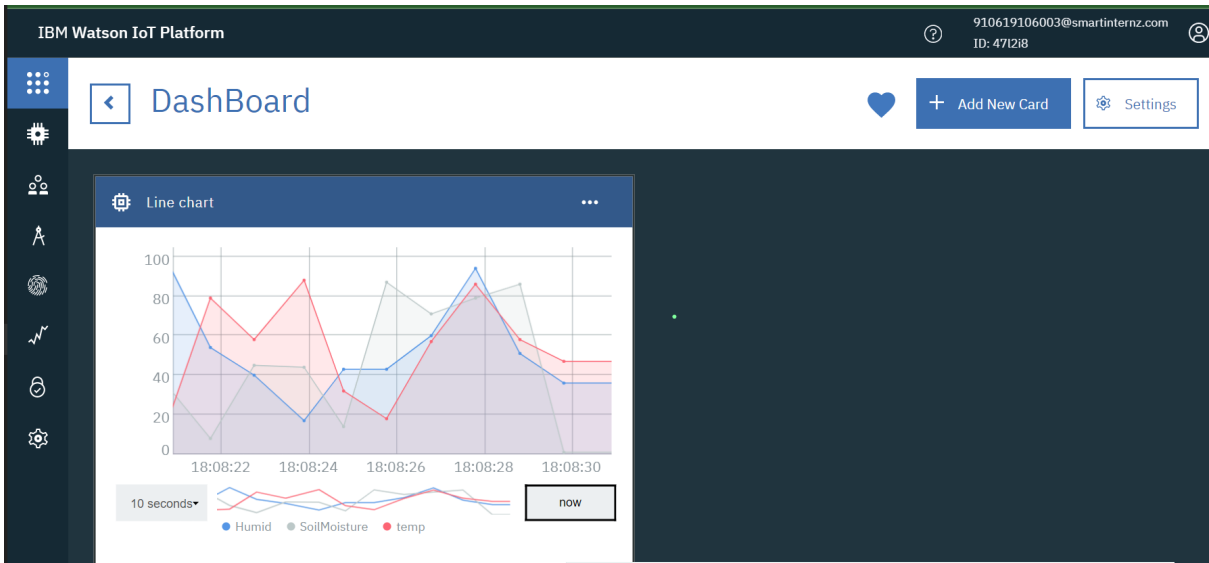 IBM Watson IoT Platform
910619106003@smartinternz.com
ID: 47l2i8
DashBoard
Add New Card
Settings
Line chart
100
80
60
40
20
0
18:08:22 18:08:24 18:08:26 18:08:28 18:08:30
10 seconds
now
Humid SoilMoisture temp